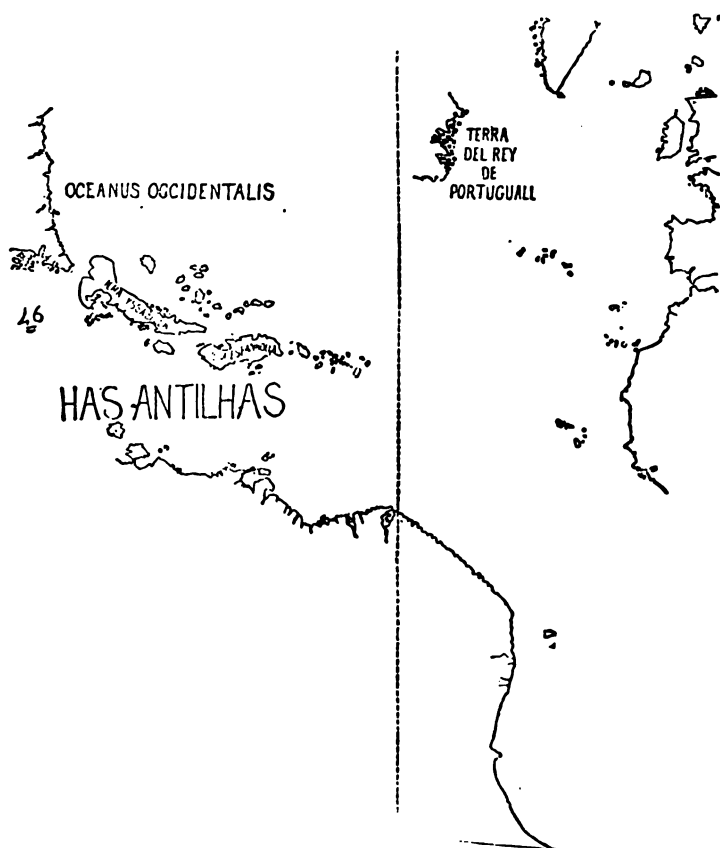 TERRA
DEL REY
DE
PORTUGUALL
OCEANUS OCCIDENTALIS
46
HAS ANTILHAS